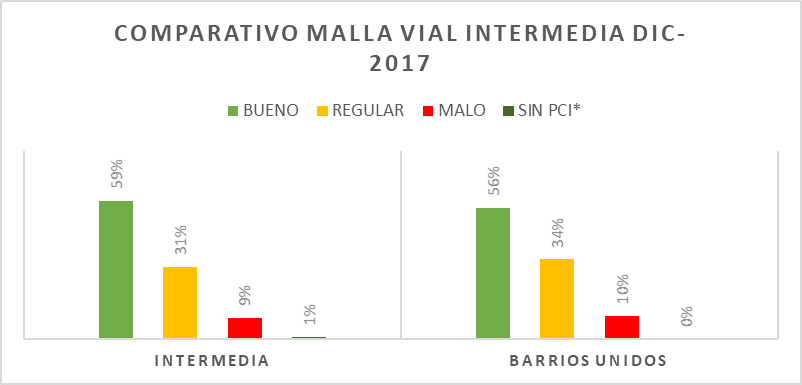 COMPARATIVO MALLA VIAL INTERMEDIA DIC-
2017
BUENO REGULAR MALO SIN PCI*
59%
31%
9%
1%
56%
34%
10%
0%
INTERMEDIA
BARRIOS UNIDOS